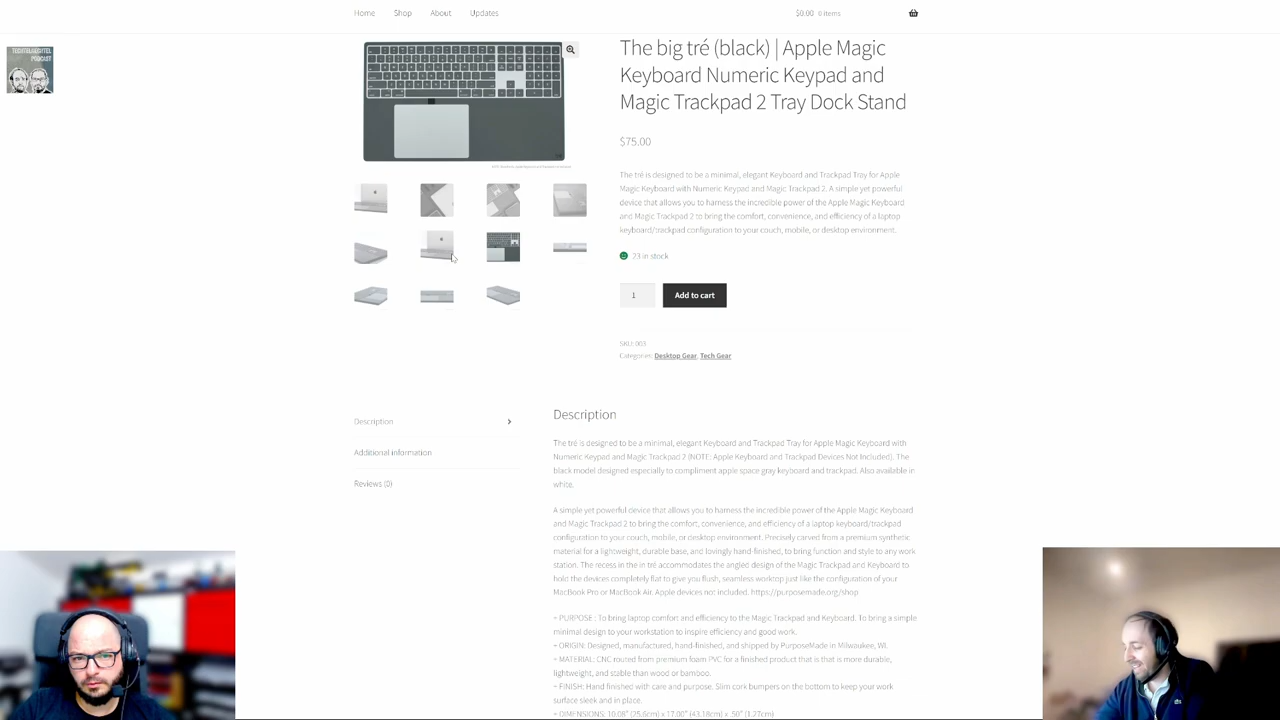 Home Shop About Updates $0.00 0 items
PODCAST
The big tré (black) | Apple Magic
Keyboard Numeric Keypad and
Magic Trackpad 2 Tray Dock Stand
$75.00
The tré is designed to be a minimal, elegant Keyboard and Trackpad Tray for Apple
Magic Keyboard with Numeric Keypad and Magic Trackpad 2. A simple yet powerful
device that allows you to harness the incredible power of the Apple Magic Keyboard
and Magic Trackpad 2 to bring the comfort, convenience, and efficiency of a laptop
keyboard/trackpad configuration to your couch, mobile, or desktop environment.
23 in stock
1 Add to cart
SKU: 003
Categories: Desktop Gear, Tech Gear
Description
Additional information
Reviews (0)
Description
The tré is designed to be a minimal, elegant Keyboard and Trackpad Tray for Apple Magic Keyboard with
Numeric Keypad and Magic Trackpad 2 (NOTE: Apple Keyboard and Trackpad Devices Not Included). The
black model designed especially to compliment apple space gray keyboard and trackpad. Also available in
white.
A simple yet powerful device that allows you to harness the incredible power of the Apple Magic Keyboard
and Magic Trackpad 2 to bring the comfort, convenience, and efficiency of a laptop keyboard/trackpad
configuration to your couch, mobile, or desktop environment. Precisely carved from a premium synthetic
material for a lightweight, durable base, and lovingly hand-finished, to bring function and style to any work
station. The recess in the in tré accommodates the angled design of the Magic Trackpad and Keyboard to
hold the devices completely flat to give you flush, seamless worktop just like the configuration of your
MacBook Pro or MacBook Air. Apple devices not included. https://purposemade.org/shop
~ PURPOSE : To bring laptop comfort and efficiency to the Magic Trackpad and Keyboard. To bring a simple
minimal design to your workstation to inspire efficiency and good work.
~ ORIGIN: Designed, manufactured, hand-finished, and shipped by PurposeMade in Milwaukee, WI.
~ MATERIAL: CNC routed from premium foam PVC for a finished product that is that is more durable,
lightweight, and stable than wood or bamboo.
~ FINISH: Hand finished with care and purpose. Slim cork bumpers on the bottom to keep your work
surface sleek and in place.
~ DIMENSIONS: 10.08" (25.6cm) x 17.00" (43.18cm) x .50" (1.27cm)